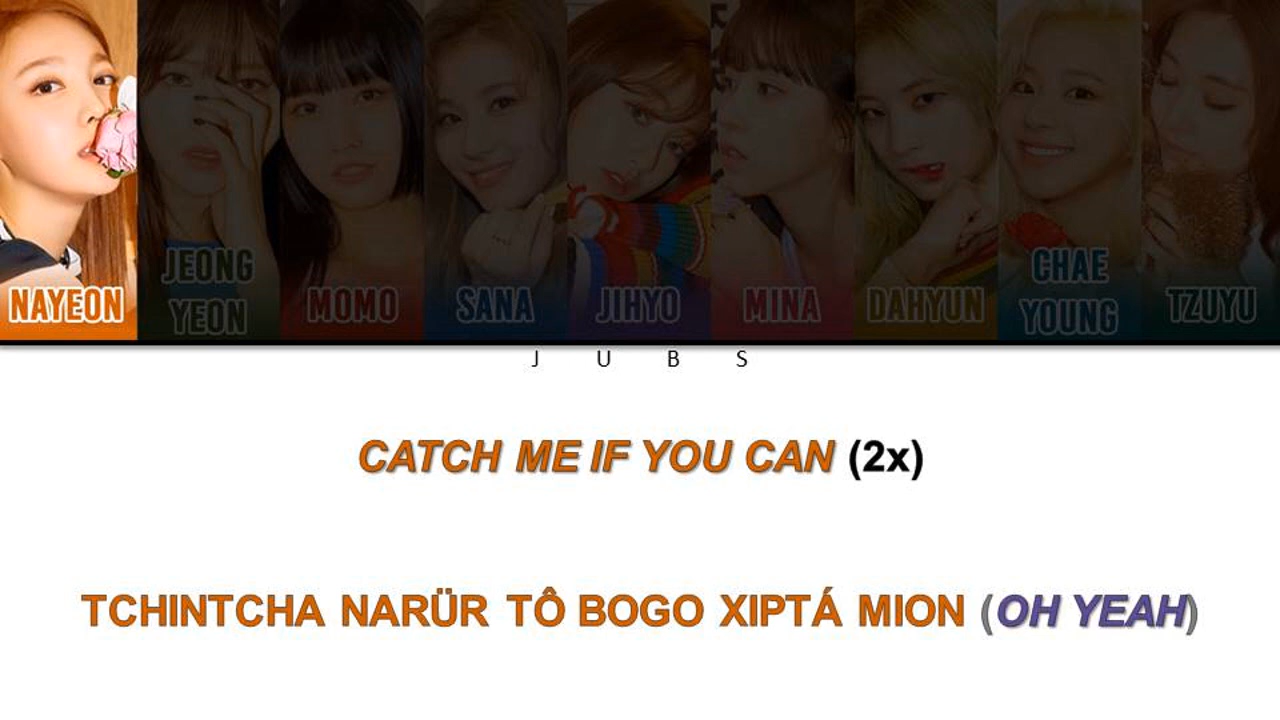 NAYEON
JEONG
YEON
MOMO
SANA
JIHYO
MINA
DAHYUN
CHAE
YOUNG
TZUYU
J U B S
CATCH ME IF YOU CAN (2x)
TCHINTCHA NARÜR TÔ BOGO XIPTÁ MION (OH YEAH)